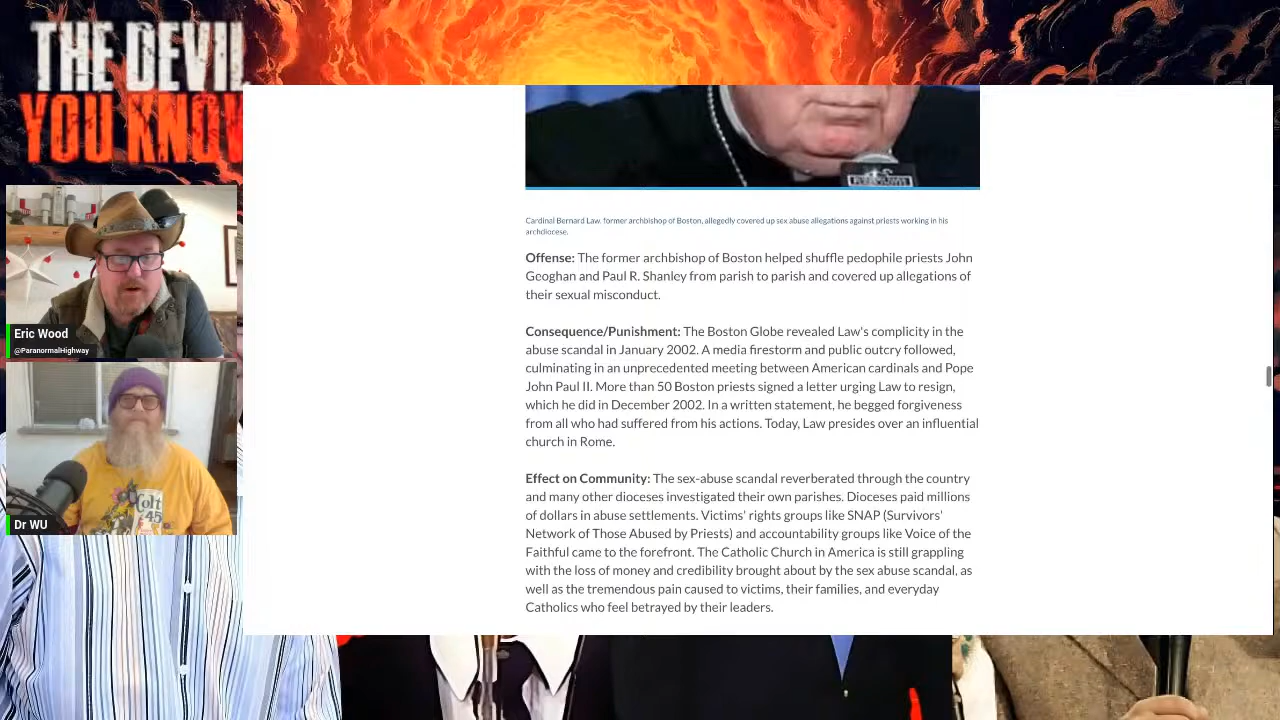 THE DEVIL
YOU KNOW
Eric Wood
@ParanormalHighway
Dr WU
Colt
45
Cardinal Bernard Law, former archbishop of Boston, allegedly covered up sex abuse allegations against priests working in his
archdiocese.
Offense: The former archbishop of Boston helped shuffle pedophile priests John
Geoghan and Paul R. Shanley from parish to parish and covered up allegations of
their sexual misconduct.
Consequence/Punishment: The Boston Globe revealed Law's complicity in the
abuse scandal in January 2002. A media firestorm and public outcry followed,
culminating in an unprecedented meeting between American cardinals and Pope
John Paul II. More than 50 Boston priests signed a letter urging Law to resign,
which he did in December 2002. In a written statement, he begged forgiveness
from all who had suffered from his actions. Today, Law presides over an influential
church in Rome.
Effect on Community: The sex-abuse scandal reverberated through the country
and many other dioceses investigated their own parishes. Dioceses paid millions
of dollars in abuse settlements. Victims' rights groups like SNAP (Survivors'
Network of Those Abused by Priests) and accountability groups like Voice of the
Faithful came to the forefront. The Catholic Church in America is still grappling
with the loss of money and credibility brought about by the sex abuse scandal, as
well as the tremendous pain caused to victims, their families, and everyday
Catholics who feel betrayed by their leaders.